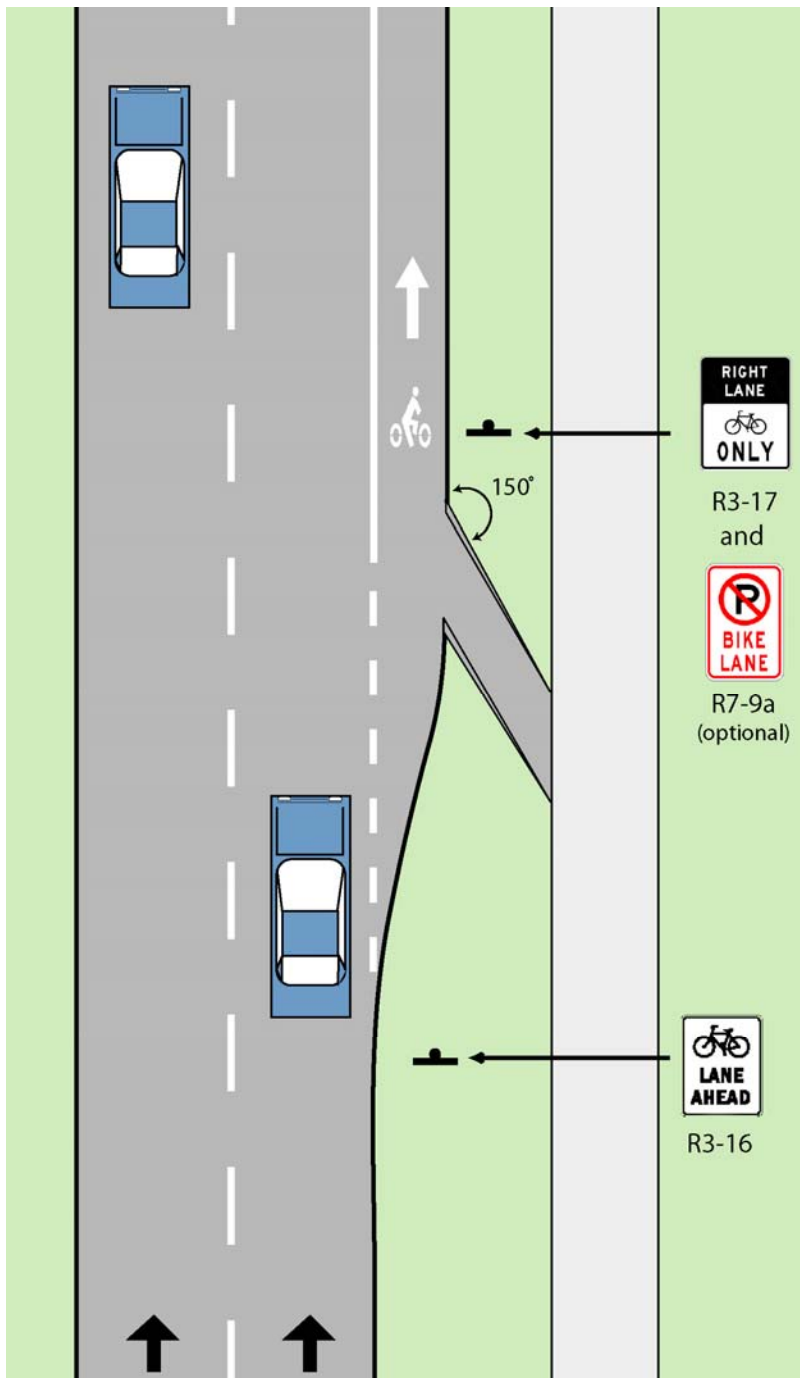 RIGHT
LANE
ONLY
150°
R3-17
and
P
BIKE
LANE
R7-9a
(optional)
LANE
AHEAD
R3-16